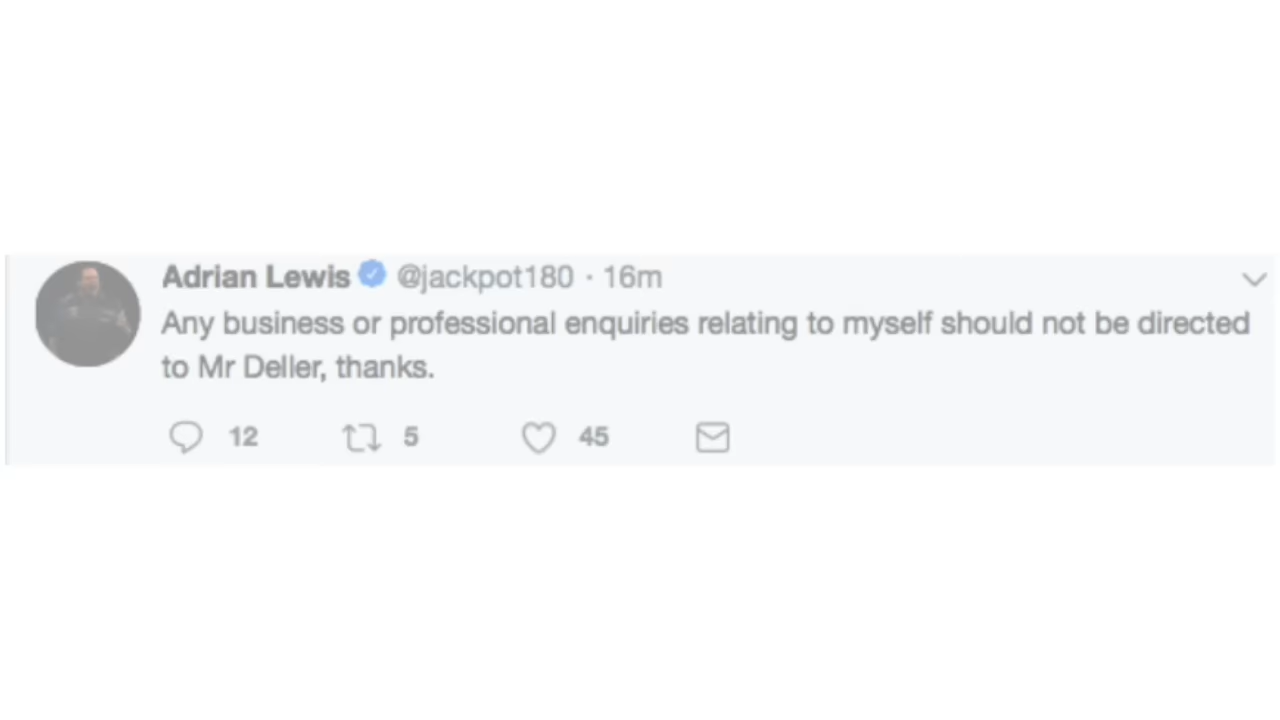 Adrian Lewis @jackpot180 · 16m
Any business or professional enquiries relating to myself should not be directed
to Mr Deller, thanks.
12 5 45